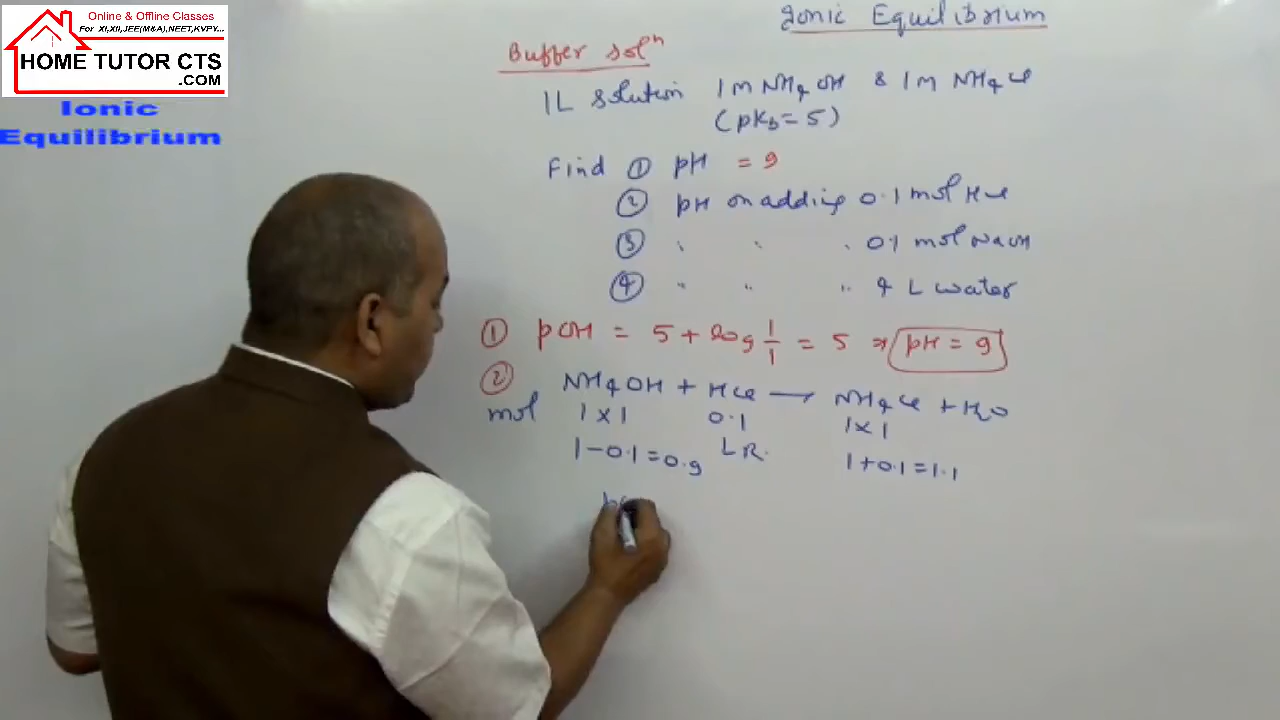 Online & Offline Classes
For XI,XII,JEE(M&A),NEET,KVPY...
HOME TUTOR CTS
.COM
Ionic
Equilibrium
Ionic Equilibrium
Buffer solⁿ
1L solution 1M NH4OH & 1M NH4Cl
(pKb = 5)
Find ① pH = 9
② pH on adding 0.1 mol HCl
③ " " " 0.1 mol NaOH
④ " " " 4 L water
① pOH = 5 + log 1/1 = 5 ⇒ pH = 9
② NH4OH + HCl → NH4Cl + H2O
mol 1 x 1 0.1 1 x 1
1 - 0.1 = 0.9 LR. 1 + 0.1 = 1.1